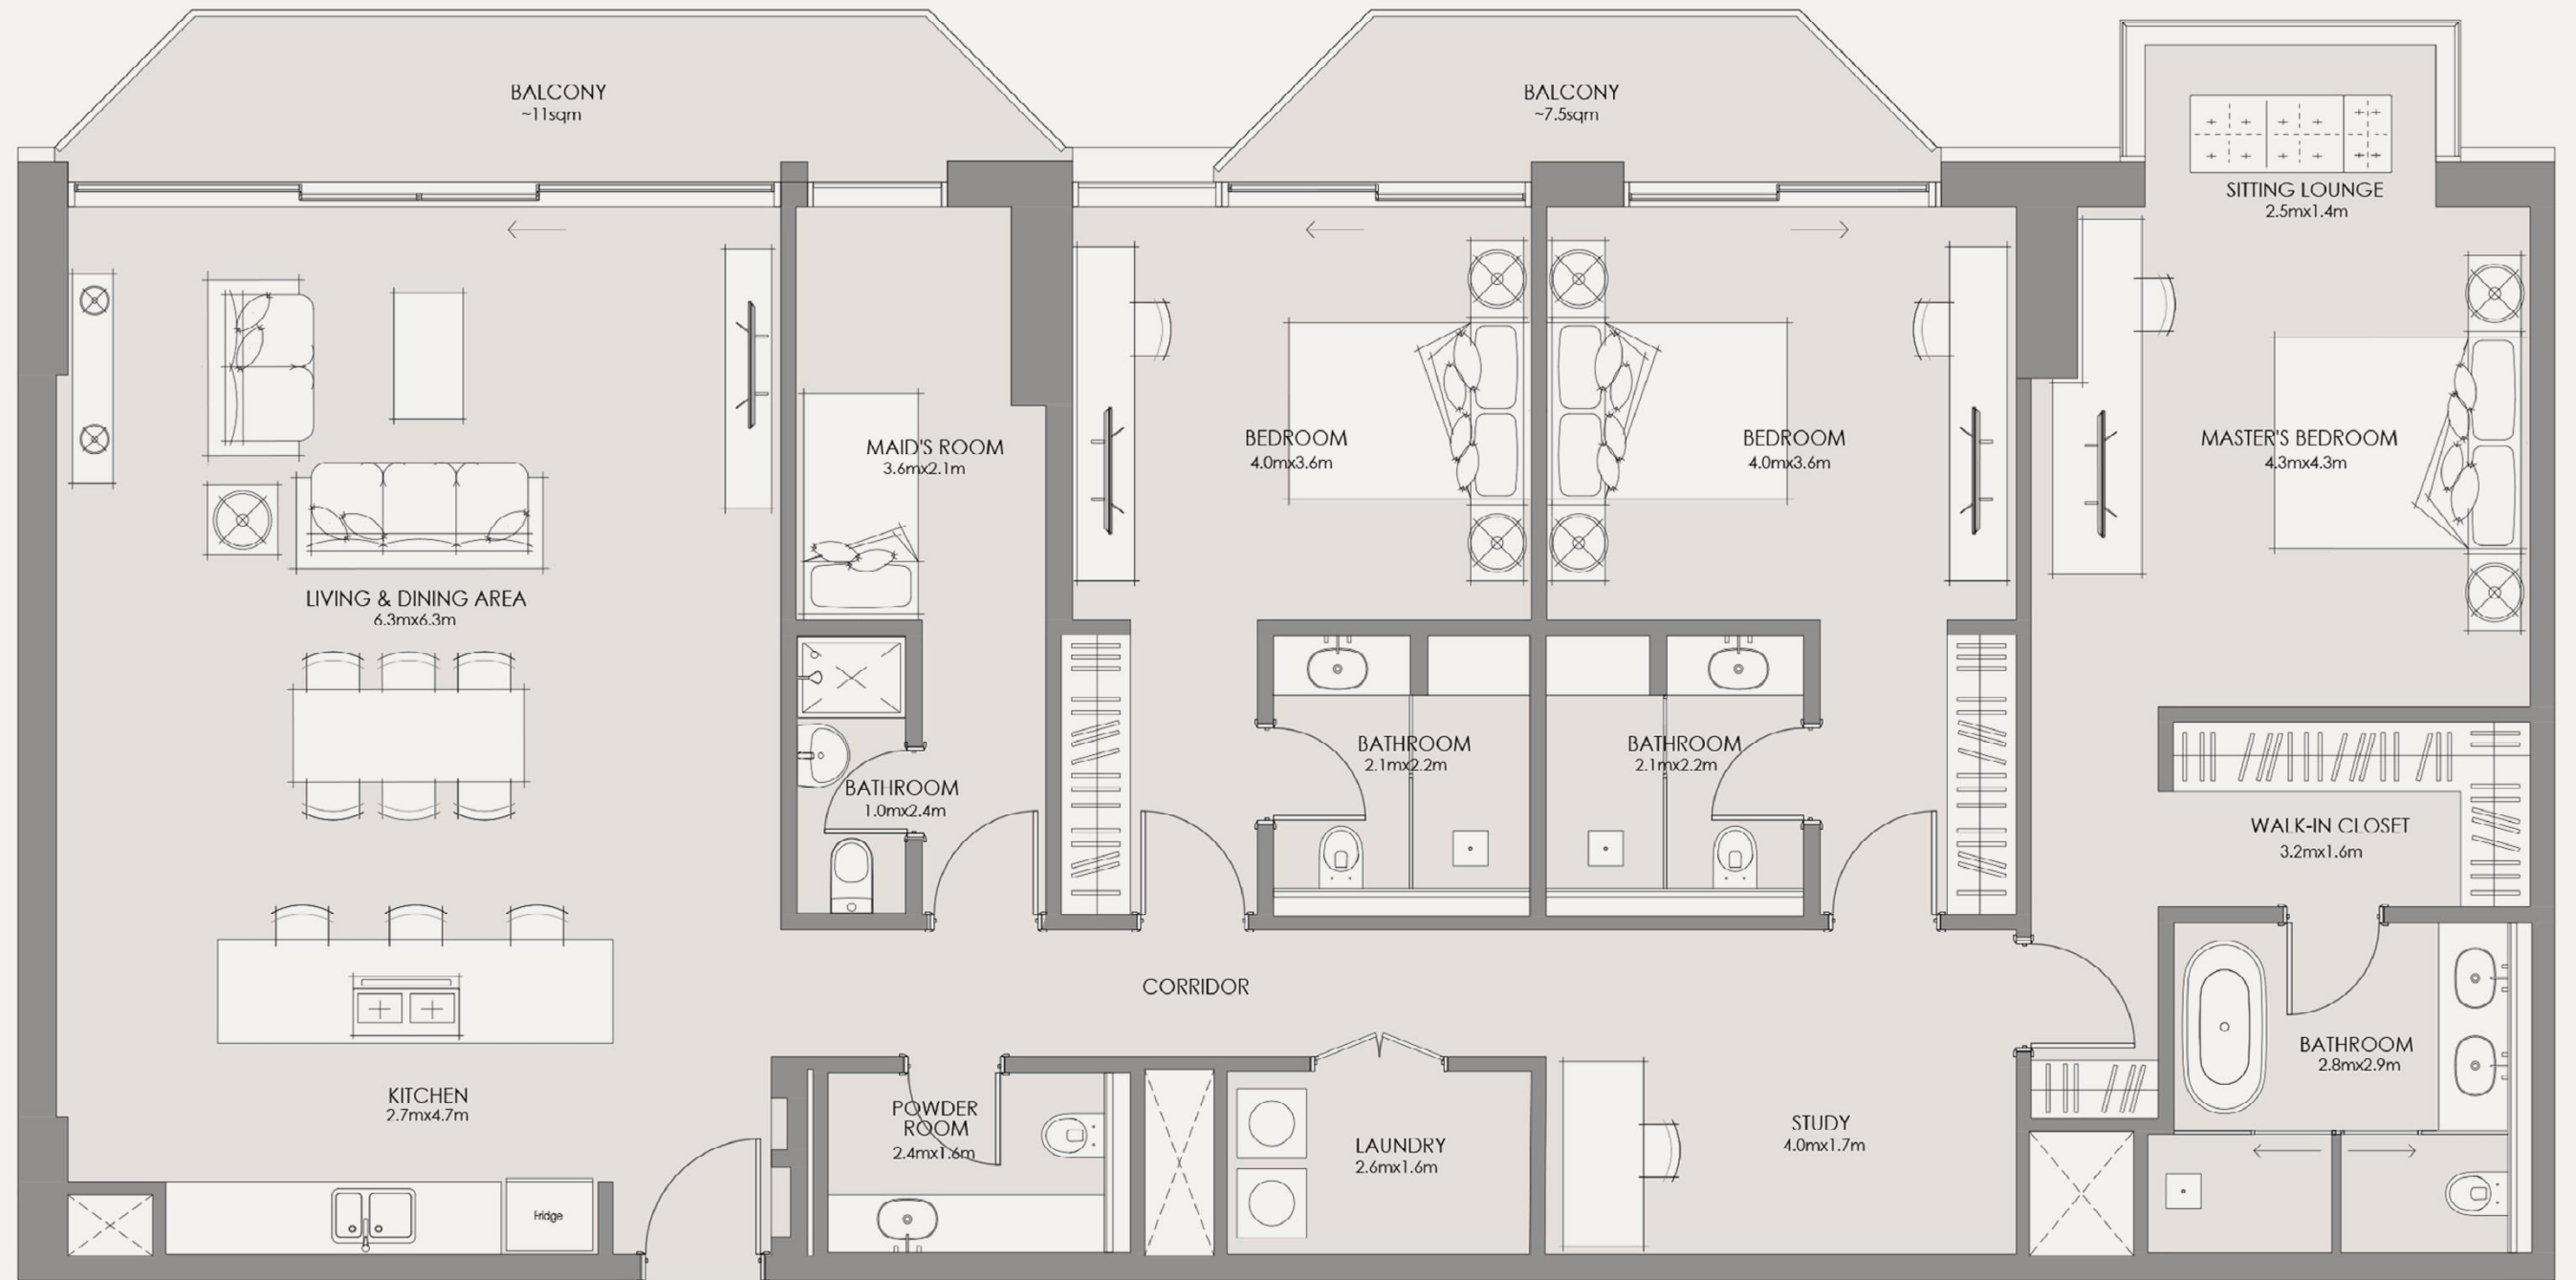 BALCONY
~11sqm
BALCONY
~7.5sqm
SITTING LOUNGE
2.5mx1.4m
MAID'S ROOM
3.6mx2.1m
BEDROOM
4.0mx3.6m
BEDROOM
4.0mx3.6m
MASTER'S BEDROOM
4.3mx4.3m
LIVING & DINING AREA
6.3mx6.3m
BATHROOM
1.0mx2.4m
BATHROOM
2.1mx2.2m
BATHROOM
2.1mx2.2m
WALK-IN CLOSET
3.2mx1.6m
CORRIDOR
KITCHEN
2.7mx4.7m
POWDER
ROOM
2.4mx1.6m
LAUNDRY
2.6mx1.6m
STUDY
4.0mx1.7m
BATHROOM
2.8mx2.9m
Fridge